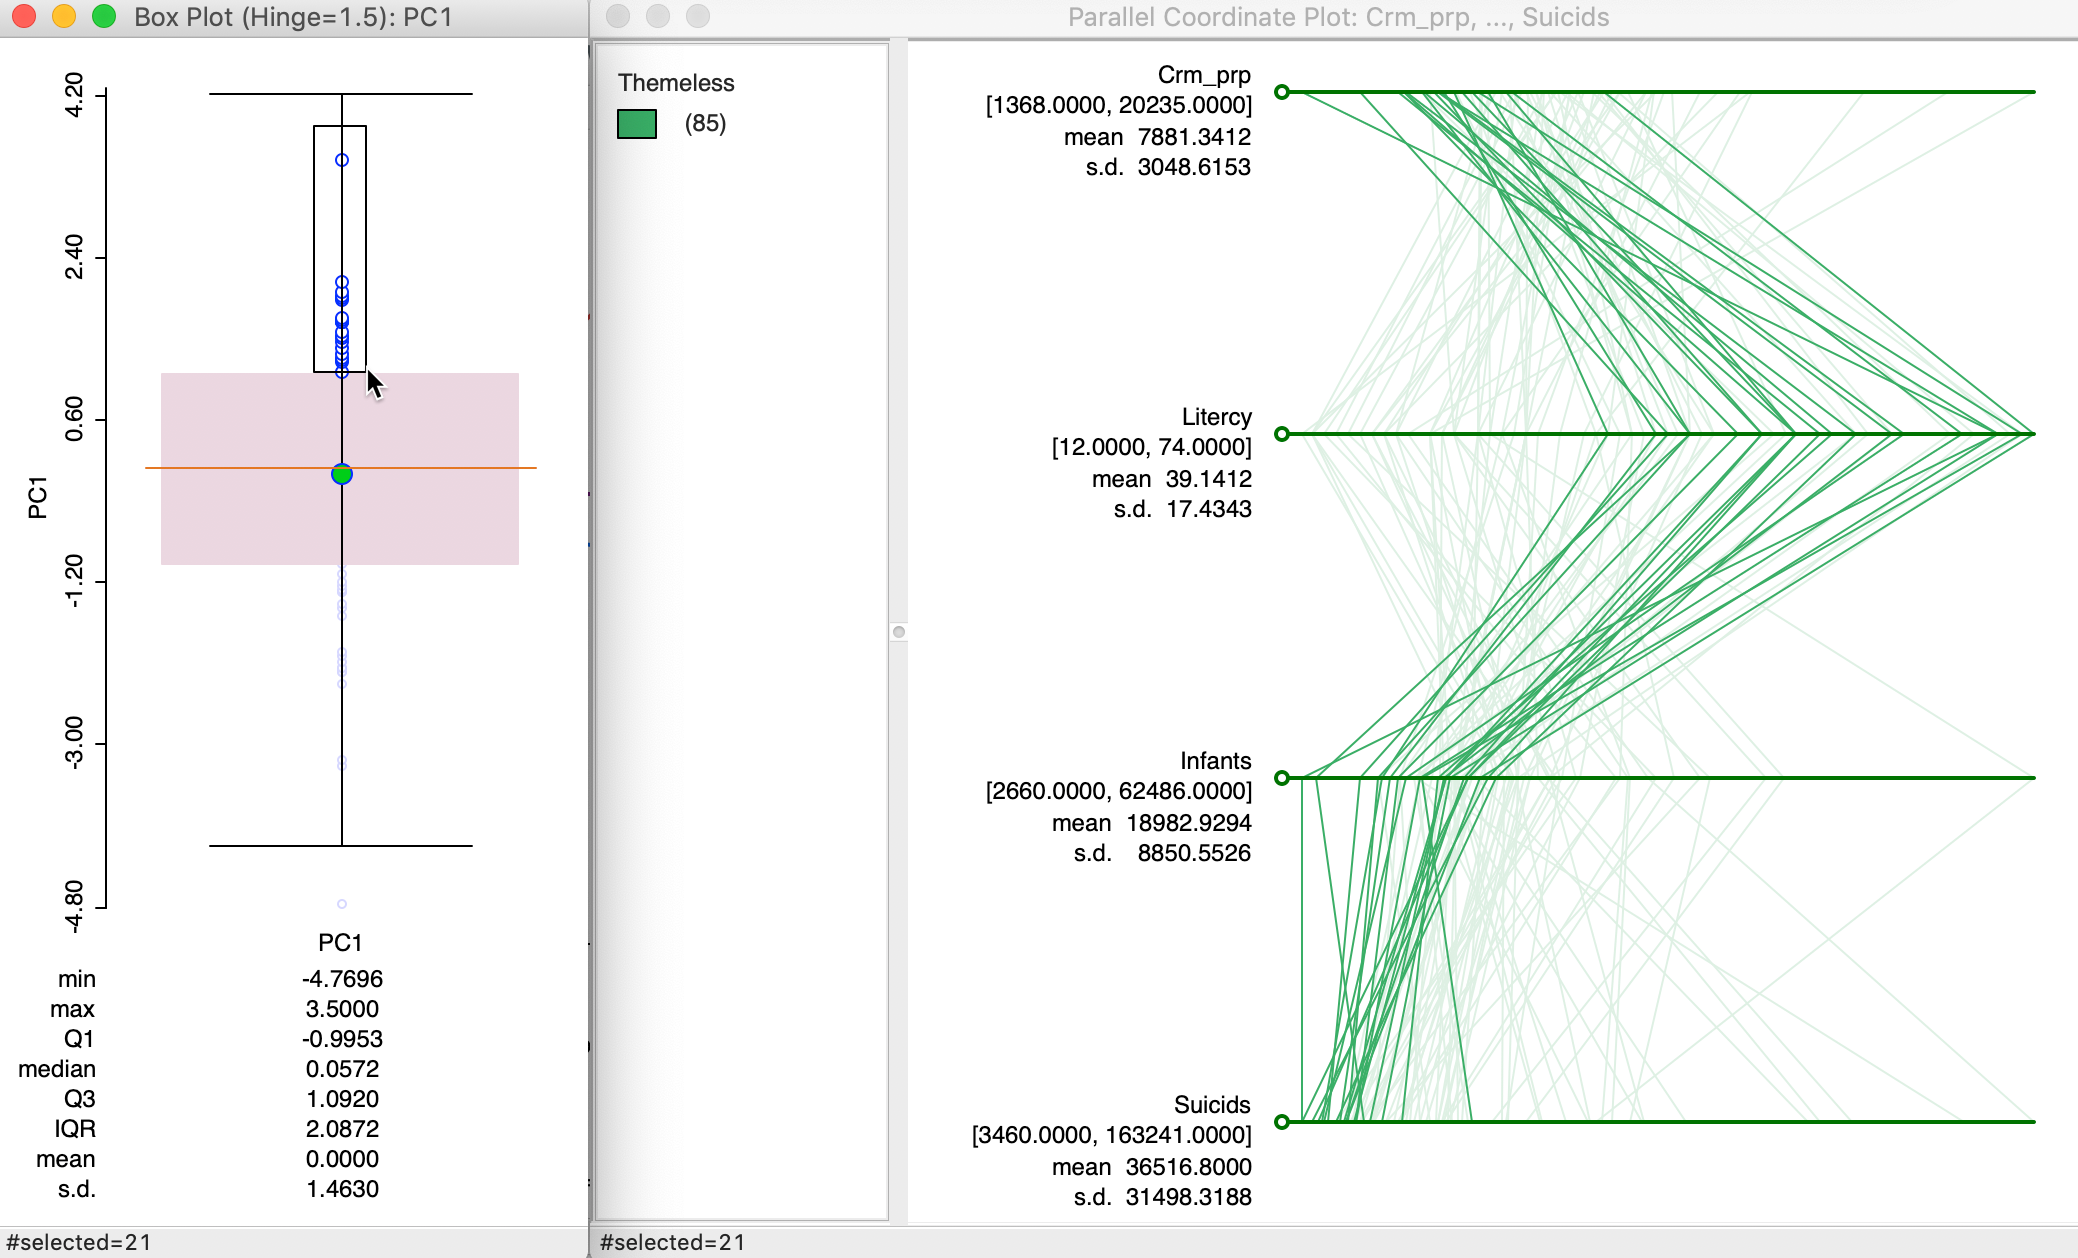 Box Plot (Hinge=1.5): PC1
4.20
2.40
0.60
-1.20
-3.00
-4.80
PC1
PC1
min -4.7696
max 3.5000
Q1 -0.9953
median 0.0572
Q3 1.0920
IQR 2.0872
mean 0.0000
s.d. 1.4630
#selected=21
Parallel Coordinate Plot: Crm_prp, ..., Suicids
Themeless
(85)
Crm_prp
[1368.0000, 20235.0000]
mean 7881.3412
s.d. 3048.6153
Litercy
[12.0000, 74.0000]
mean 39.1412
s.d. 17.4343
Infants
[2660.0000, 62486.0000]
mean 18982.9294
s.d. 8850.5526
Suicids
[3460.0000, 163241.0000]
mean 36516.8000
s.d. 31498.3188
#selected=21